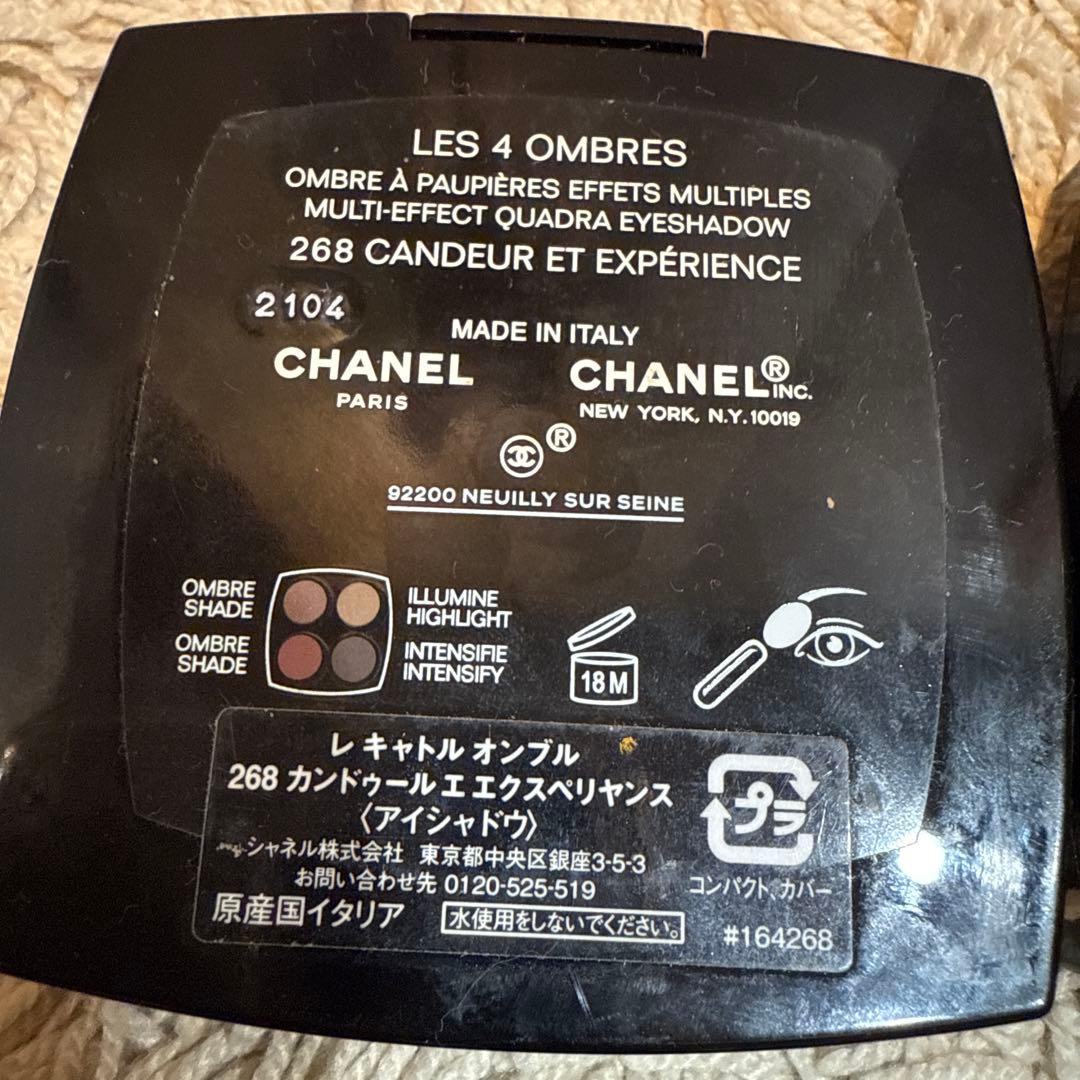 LES 4 OMBRES
OMBRE À PAUPIÈRES EFFETS MULTIPLES
MULTI-EFFECT QUADRA EYESHADOW
268 CANDEUR ET EXPÉRIENCE
2104
MADE IN ITALY
CHANEL
PARIS
CHANEL® INC.
NEW YORK, N.Y. 10019
®
92200 NEUILLY SUR SEINE
OMBRE
SHADE
ILLUMINE
HIGHLIGHT
OMBRE
SHADE
INTENSIFIE
INTENSIFY
18M
レ キャトル オンブル
268 カンドゥール エ エクスペリヤンス
〈アイシャドウ〉
シャネル株式会社 東京都中央区銀座3-5-3
お問い合わせ先 0120-525-519
原産国イタリア
水使用をしないでください。
プラ
コンパクト、カバー
#164268